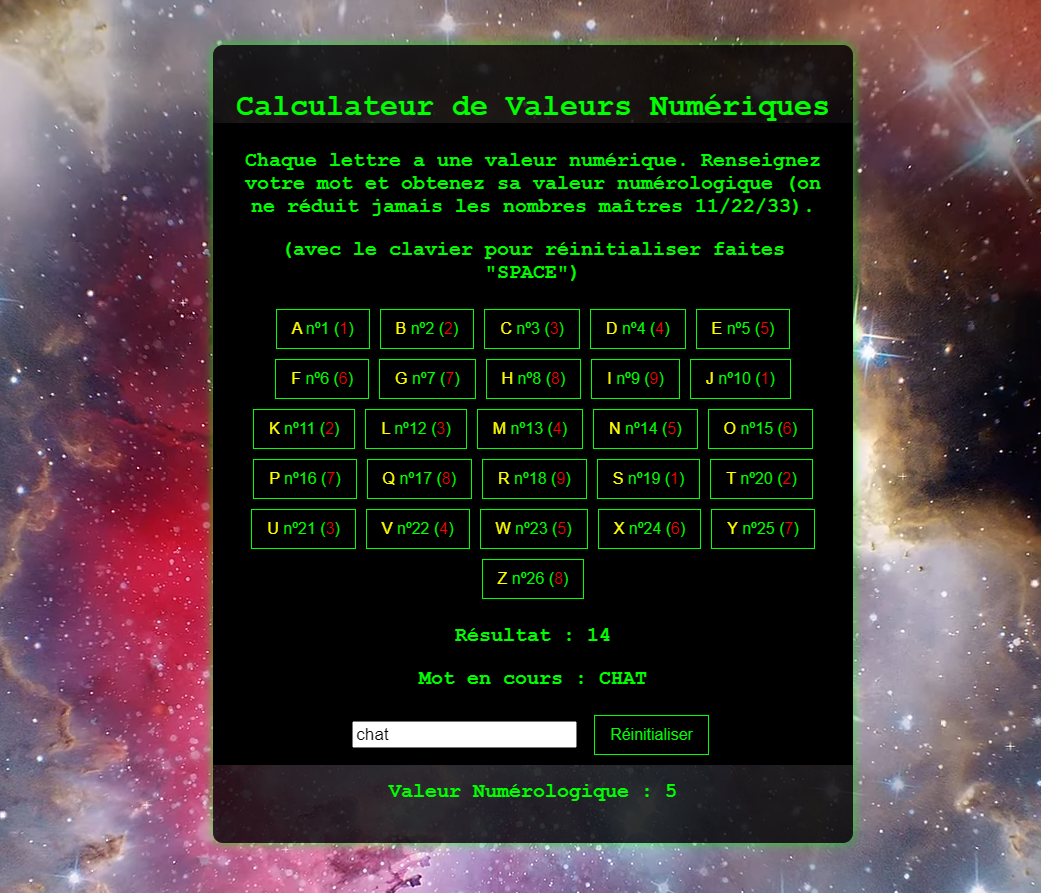 Calculateur de Valeurs Numériques
Chaque lettre a une valeur numérique. Renseignez
votre mot et obtenez sa valeur numérologique (on
ne réduit jamais les nombres maîtres 11/22/33).
(avec le clavier pour réinitialiser faites
"SPACE")
A nº1 (1) B nº2 (2) C nº3 (3) D nº4 (4) E nº5 (5)
F nº6 (6) G nº7 (7) H nº8 (8) I nº9 (9) J nº10 (1)
K nº11 (2) L nº12 (3) M nº13 (4) N nº14 (5) O nº15 (6)
P nº16 (7) Q nº17 (8) R nº18 (9) S nº19 (1) T nº20 (2)
U nº21 (3) V nº22 (4) W nº23 (5) X nº24 (6) Y nº25 (7)
Z nº26 (8)
Résultat : 14
Mot en cours : CHAT
chat Réinitialiser
Valeur Numérologique : 5